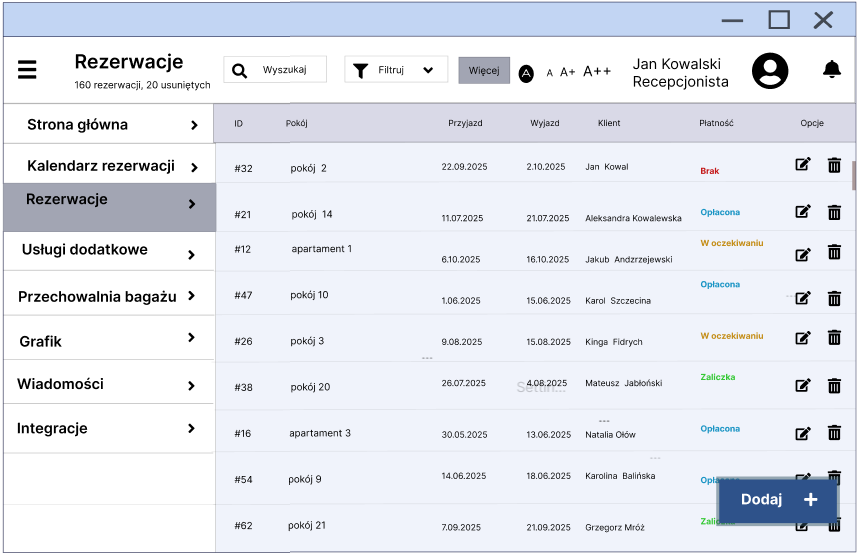 Rezerwacje
160 rezerwacji, 20 usuniętych
Wyszukaj
Filtruj
Więcej
A A A+ A++
Jan Kowalski
Recepcjonista
Strona główna
Kalendarz rezerwacji
Rezerwacje
Usługi dodatkowe
Przechowalnia bagażu
Grafik
Wiadomości
Integracje
ID Pokój Przyjazd Wyjazd Klient Płatność Opcje
#32 pokój 2 22.09.2025 2.10.2025 Jan Kowal Brak
#21 pokój 14 11.07.2025 21.07.2025 Aleksandra Kowalewska Opłacona
#12 apartament 1 6.10.2025 16.10.2025 Jakub Andzrzejewski W oczekiwaniu
#47 pokój 10 1.06.2025 15.06.2025 Karol Szczecina Opłacona
#26 pokój 3 9.08.2025 15.08.2025 Kinga Fidrych W oczekiwaniu
---
#38 pokój 20 26.07.2025 4.08.2025 Mateusz Jabłoński Zaliczka
Settin...
---
#16 apartament 3 30.05.2025 13.06.2025 Natalia Ołów Opłacona
---
#54 pokój 9 14.06.2025 18.06.2025 Karolina Balińska
#62 pokój 21 7.09.2025 21.09.2025 Grzegorz Mróż
Dodaj +